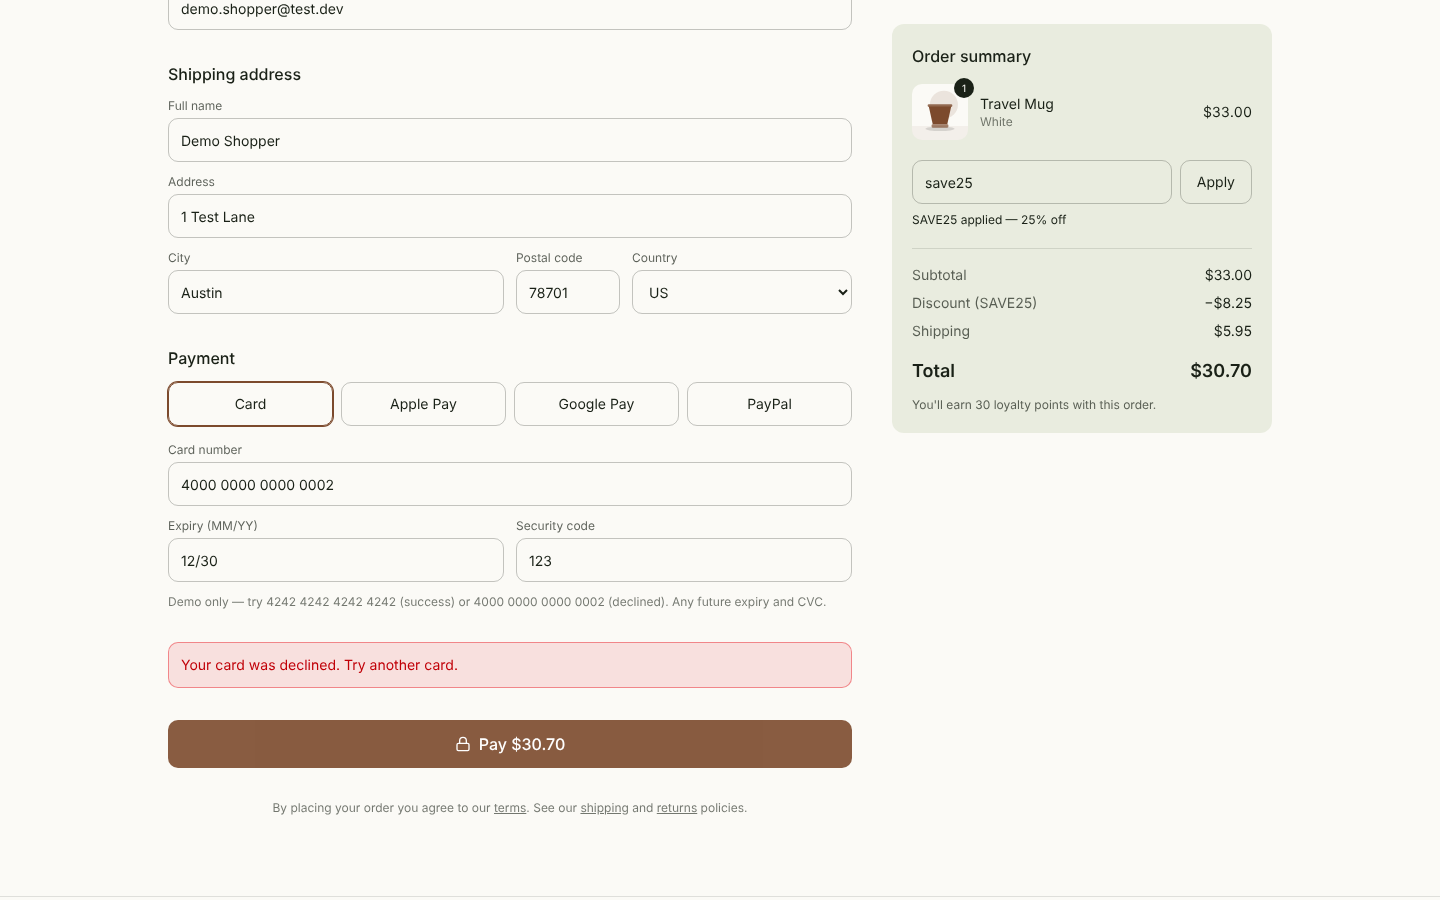 demo.shopper@test.dev
Shipping address
Full name
Demo Shopper
Address
1 Test Lane
City
Postal code
Country
Austin
78701
US
Payment
Card
Apple Pay
Google Pay
PayPal
Card number
4000 0000 0000 0002
Expiry (MM/YY)
Security code
12/30
123
Demo only — try 4242 4242 4242 4242 (success) or 4000 0000 0000 0002 (declined). Any future expiry and CVC.
Your card was declined. Try another card.
Pay $30.70
By placing your order you agree to our terms. See our shipping and returns policies.
Order summary
1
Travel Mug
White
$33.00
save25
Apply
SAVE25 applied — 25% off
Subtotal
$33.00
Discount (SAVE25)
−$8.25
Shipping
$5.95
Total
$30.70
You'll earn 30 loyalty points with this order.